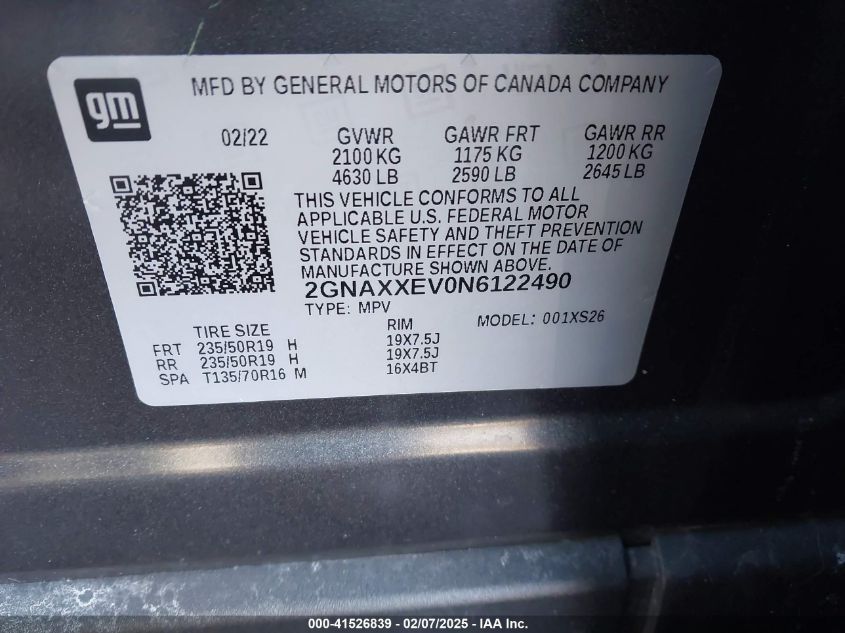 gm
MFD BY GENERAL MOTORS OF CANADA COMPANY
02/22 GVWR GAWR FRT GAWR RR
2100 KG 1175 KG 1200 KG
4630 LB 2590 LB 2645 LB
THIS VEHICLE CONFORMS TO ALL
APPLICABLE U.S. FEDERAL MOTOR
VEHICLE SAFETY AND THEFT PREVENTION
STANDARDS IN EFFECT ON THE DATE OF
MANUFACTURE SHOWN ABOVE.
2GNAXXEV0N6122490
TYPE: MPV
MODEL: 001XS26
TIRE SIZE RIM
FRT 235/50R19 H 19X7.5J
RR 235/50R19 H 19X7.5J
SPA T135/70R16 M 16X4BT
000-41526839 - 02/07/2025 - IAA Inc.